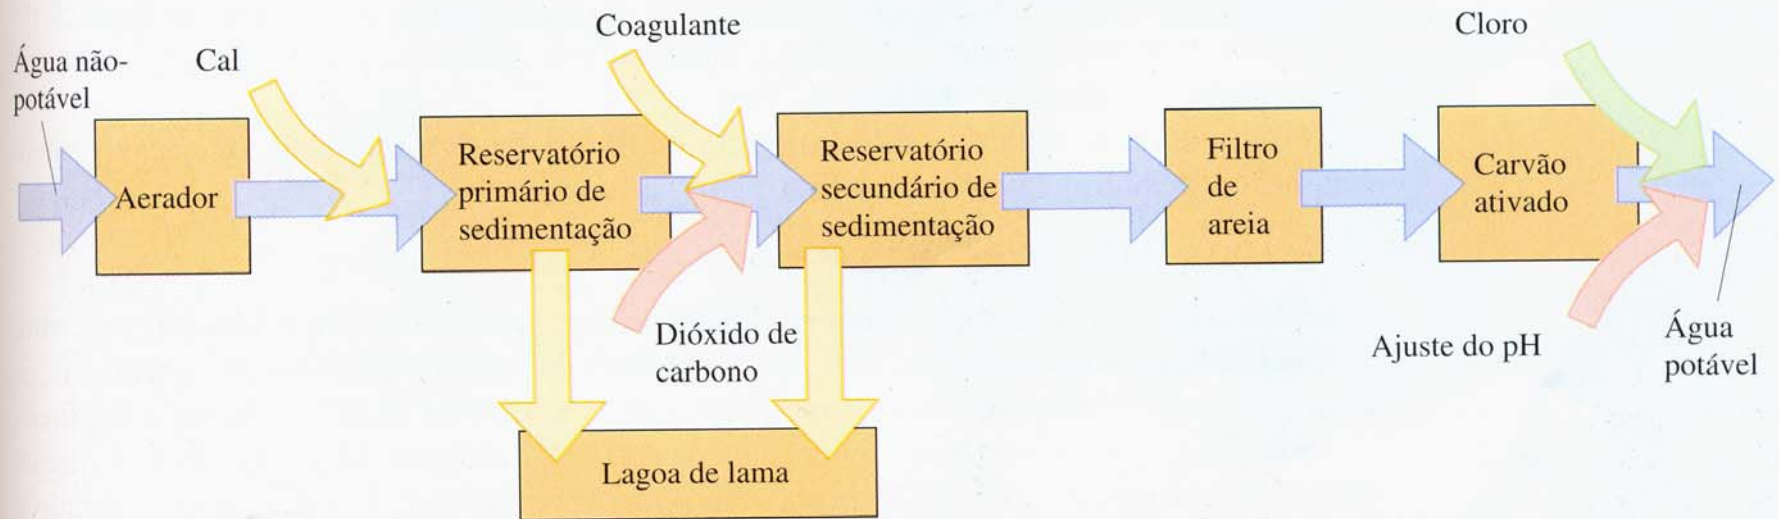 Água não-
potável
Cal
Coagulante
Cloro
Aerador
Reservatório
primário de
sedimentação
Reservatório
secundário de
sedimentação
Filtro
de
areia
Carvão
ativado
Dióxido de
carbono
Ajuste do pH
Água
potável
Lagoa de lama